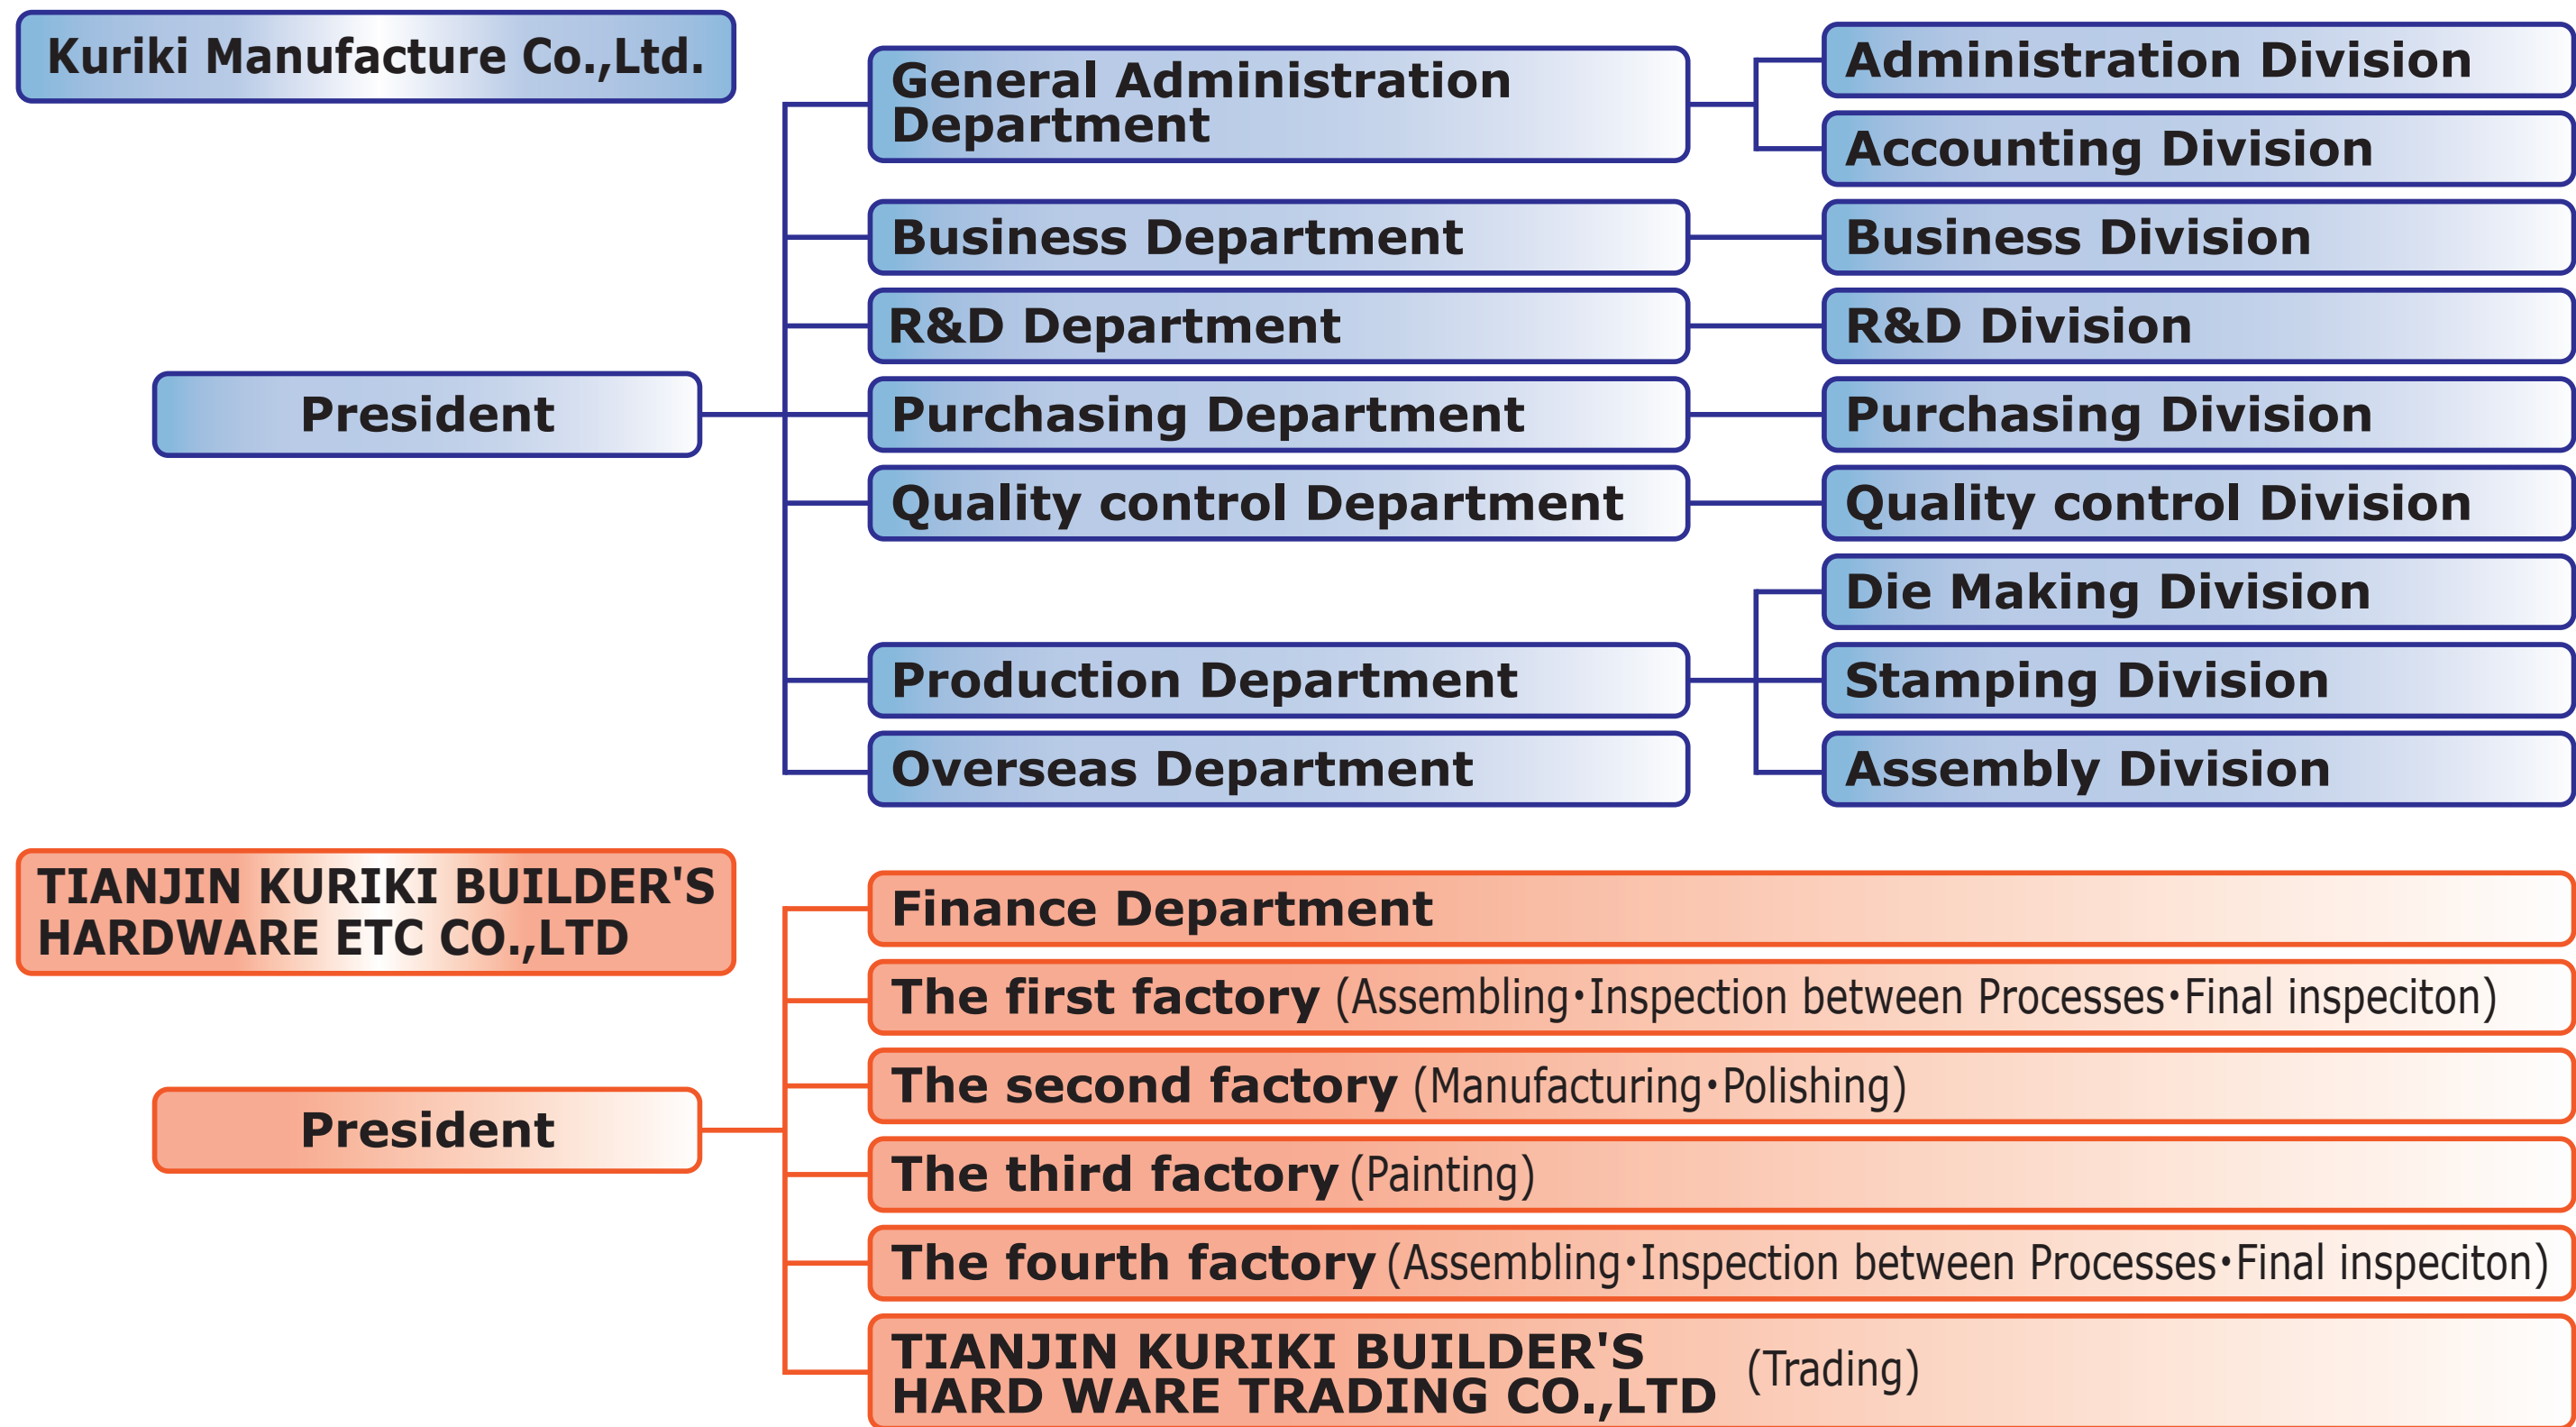 Kuriki Manufacture Co.,Ltd.
President
General Administration
Department
Administration Division
Accounting Division
Business Department
Business Division
R&D Department
R&D Division
Purchasing Department
Purchasing Division
Quality control Department
Quality control Division
Production Department
Die Making Division
Stamping Division
Assembly Division
Overseas Department
TIANJIN KURIKI BUILDER'S
HARDWARE ETC CO.,LTD
President
Finance Department
The first factory (Assembling・Inspection between Processes・Final inspeciton)
The second factory (Manufacturing・Polishing)
The third factory (Painting)
The fourth factory (Assembling・Inspection between Processes・Final inspeciton)
TIANJIN KURIKI BUILDER'S
HARD WARE TRADING CO.,LTD (Trading)